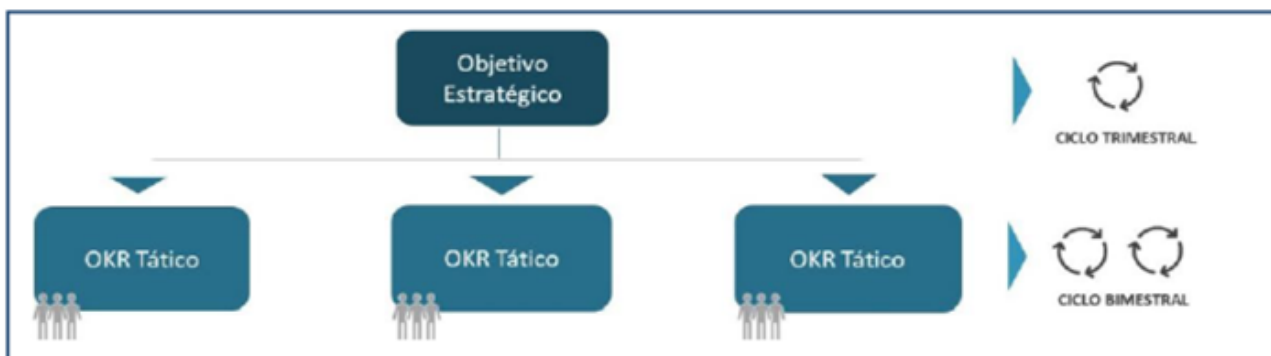 Objetivo
Estratégico
CICLO TRIMESTRAL
OKR Tático
OKR Tático
OKR Tático
CICLO BIMESTRAL